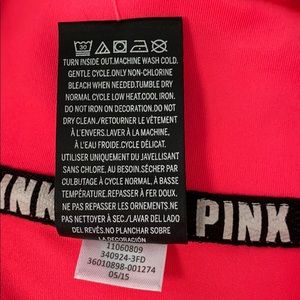 30
TURN INSIDE OUT.MACHINE WASH COLD.
GENTLE CYCLE.ONLY NON-CHLORINE
BLEACH WHEN NEEDED.TUMBLE DRY
NORMAL CYCLE LOW HEAT.COOL IRON.
DO NOT IRON ON DECORATION.DO NOT
DRY CLEAN./RETOURNER LE VÊTEMENT
À L'ENVERS.LAVER À LA MACHINE.
À L'EAU FROIDE.CYCLE DÉLICAT.
UTILISER UNIQUEMENT DU JAVELLISANT
SANS CHLORE. AU BESOIN.SÉCHER PAR
CULBUTAGE À CYCLE NORMAL, À BASSE
TEMPÉRATURE.REPASSER À FER DOUX.
NE PAS REPASSER LES ORNEMENTS. NE
PAS NETTOYER À SEC/
DEL REVÉS.NO PLANCHAR SOBRE
LA DECORACIÓN
INK
PINK
11060809
340924-3FD
36010898-001274
05/15